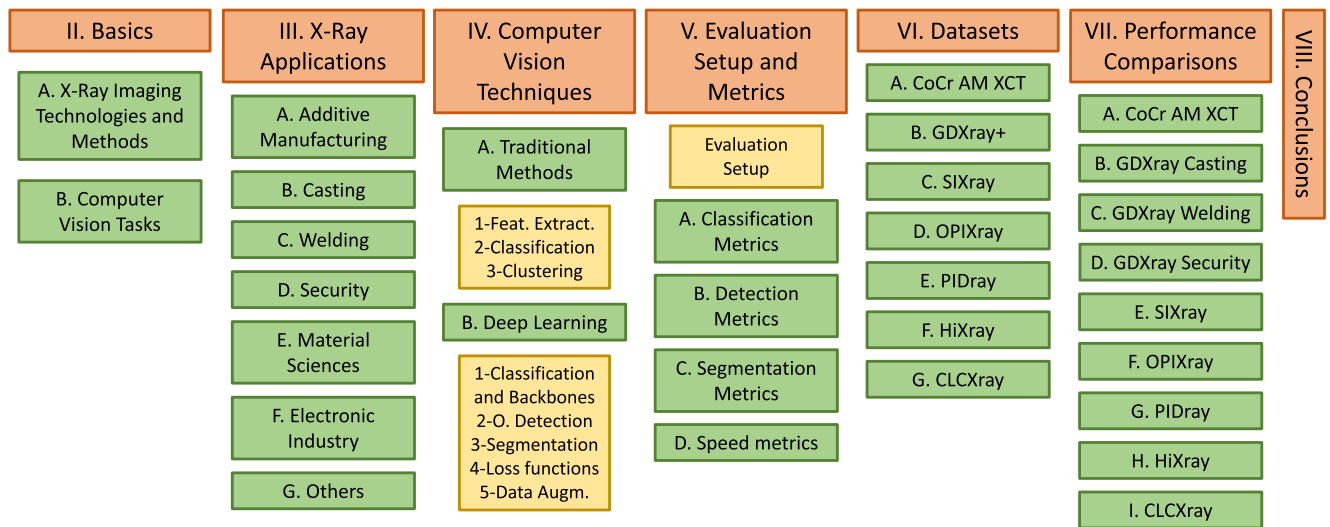 II. Basics
A. X-Ray Imaging
Technologies and
Methods
B. Computer
Vision Tasks
III. X-Ray
Applications
A. Additive
Manufacturing
B. Casting
C. Welding
D. Security
E. Material
Sciences
F. Electronic
Industry
G. Others
IV. Computer
Vision
Techniques
A. Traditional
Methods
1-Feat. Extract.
2-Classification
3-Clustering
B. Deep Learning
1-Classification
and Backbones
2-O. Detection
3-Segmentation
4-Loss functions
5-Data Augm.
V. Evaluation
Setup and
Metrics
Evaluation
Setup
A. Classification
Metrics
B. Detection
Metrics
C. Segmentation
Metrics
D. Speed metrics
VI. Datasets
A. CoCr AM XCT
B. GDXray+
C. SIXray
D. OPIXray
E. PIDray
F. HiXray
G. CLCXray
VII. Performance
Comparisons
A. CoCr AM XCT
B. GDXray Casting
C. GDXray Welding
D. GDXray Security
E. SIXray
F. OPIXray
G. PIDray
H. HiXray
I. CLCXray
VIII. Conclusions